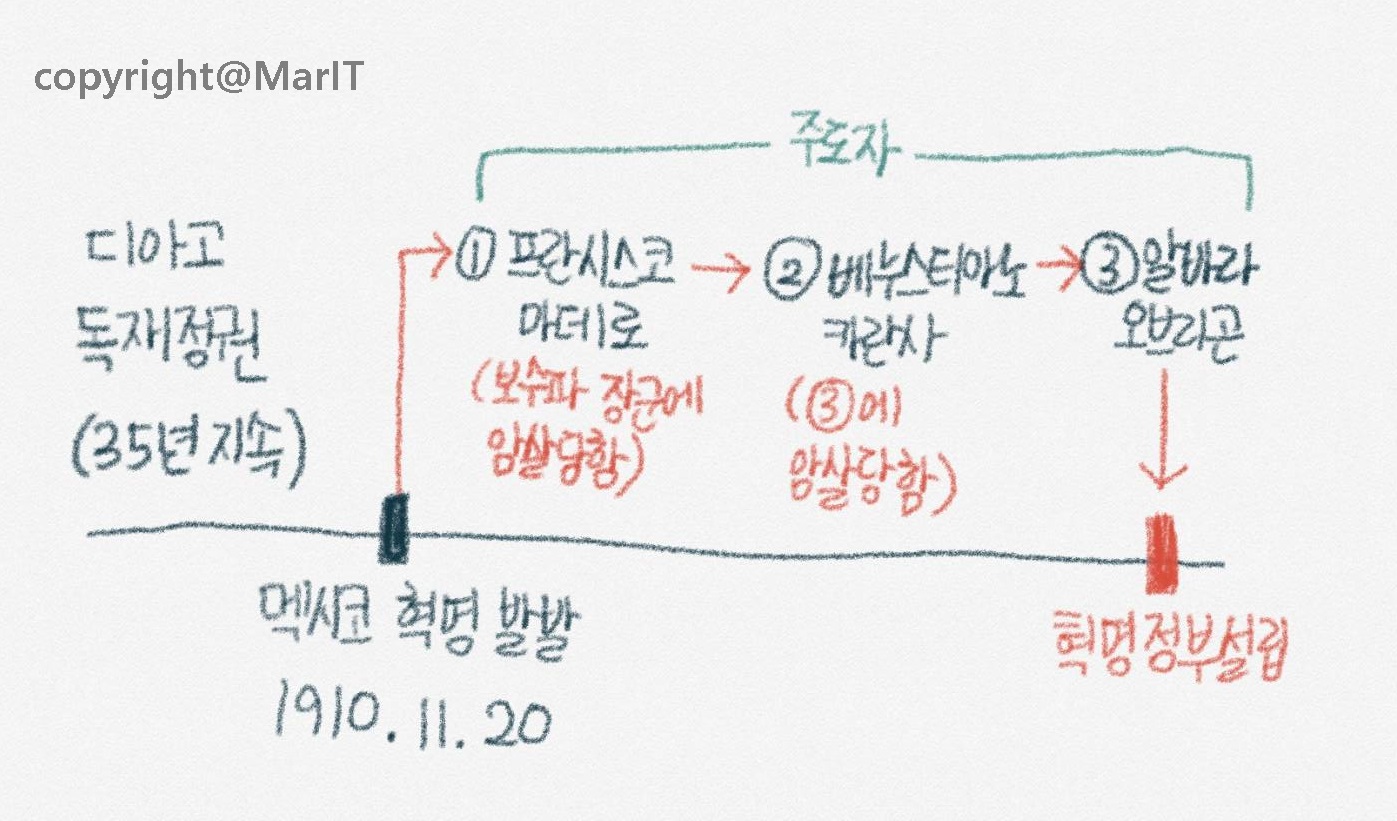 copyright@MarIT
주도자
디아고
독재정권
(35년 지속)
① 프란시스코
마데로
(보수파 장군에
암살당함)
② 베누스티아노
카란사
(③에
암살당함)
③ 알바라
오브라곤
멕시코 혁명 발발
1910.11.20
혁명정부설립